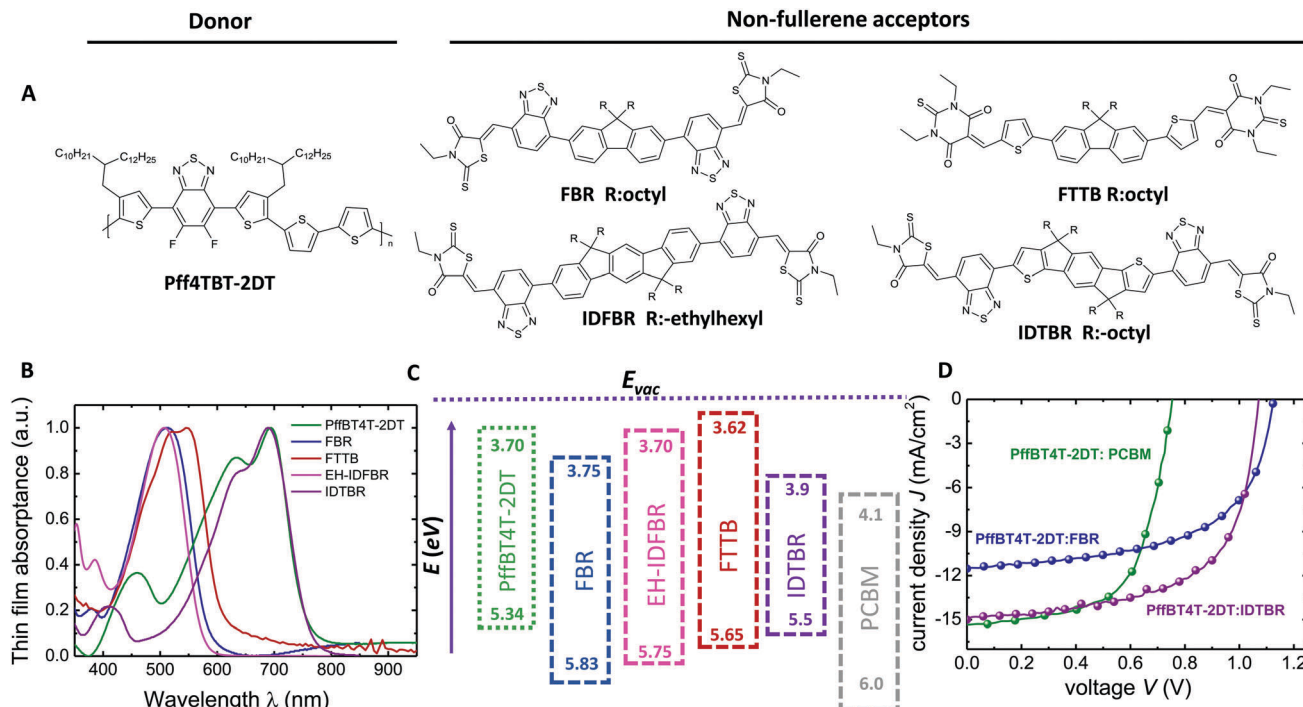 Donor
Non-fullerene acceptors
A
C10H21
C12H25
C10H21
C12H25
N
S
N
S
F
F
S
S
S
n
Pff4TBT-2DT
S
N
O
S
N
S
N
R
R
N
S
N
S
S
N
O
FBR R:octyl
S
N
N
O
O
S
R
R
S
O
O
N
N
S
FTTB R:octyl
S
N
S
O
N
S
N
R
R
R
R
N
S
N
O
S
N
S
IDFBR R:-ethylhexyl
S
N
S
O
N
S
N
S
R
R
R
R
S
N
S
N
O
S
N
S
IDTBR R:-octyl
B
Thin film absorptance (a.u.)
1.0
0.8
0.6
0.4
0.2
0.0
400
500
600
700
800
900
Wavelength λ (nm)
PffBT4T-2DT
FBR
FTTB
EH-IDFBR
IDTBR
C
Evac
E (eV)
3.70
PffBT4T-2DT
5.34
3.75
FBR
5.83
3.70
EH-IDFBR
5.75
3.62
FTTB
5.65
3.9
IDTBR
5.5
4.1
PCBM
6.0
D
current density J (mA/cm2)
0
-3
-6
-9
-12
-15
-18
0.0
0.2
0.4
0.6
0.8
1.0
1.2
voltage V (V)
PffBT4T-2DT: PCBM
PffBT4T-2DT:FBR
PffBT4T-2DT:IDTBR